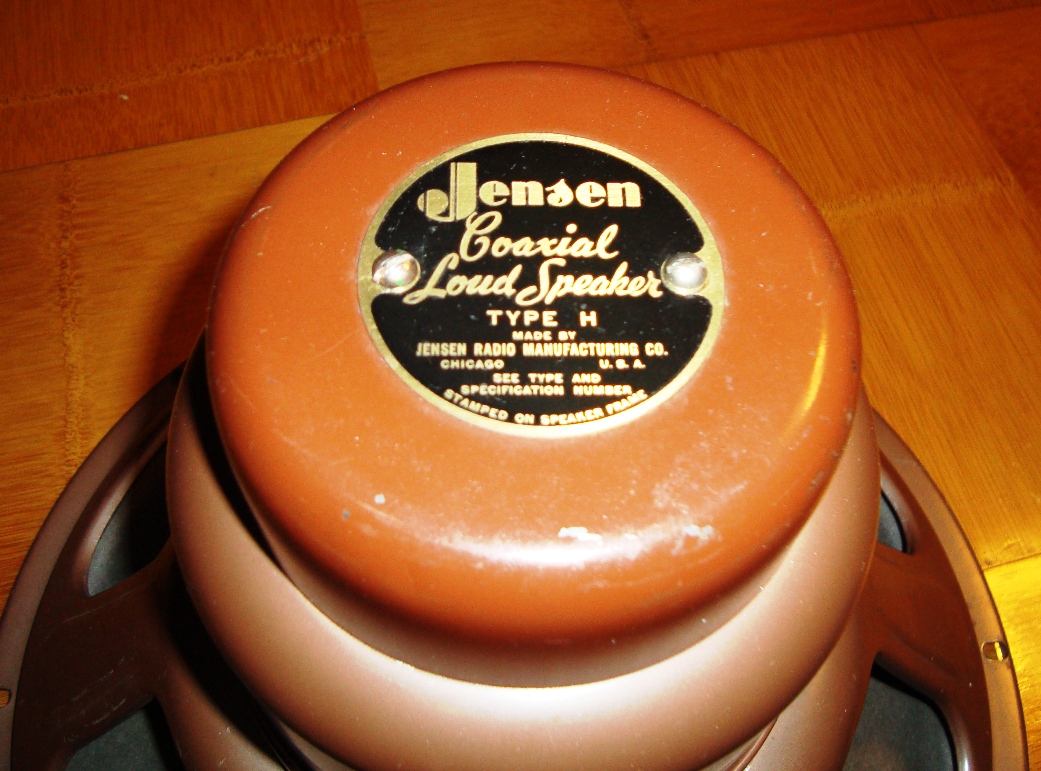 Jensen
Coaxial
Loud Speaker
TYPE H
MADE BY
JENSEN RADIO MANUFACTURING CO.
CHICAGO U. S. A.
SEE TYPE AND
SPECIFICATION NUMBER
STAMPED ON SPEAKER FRAME